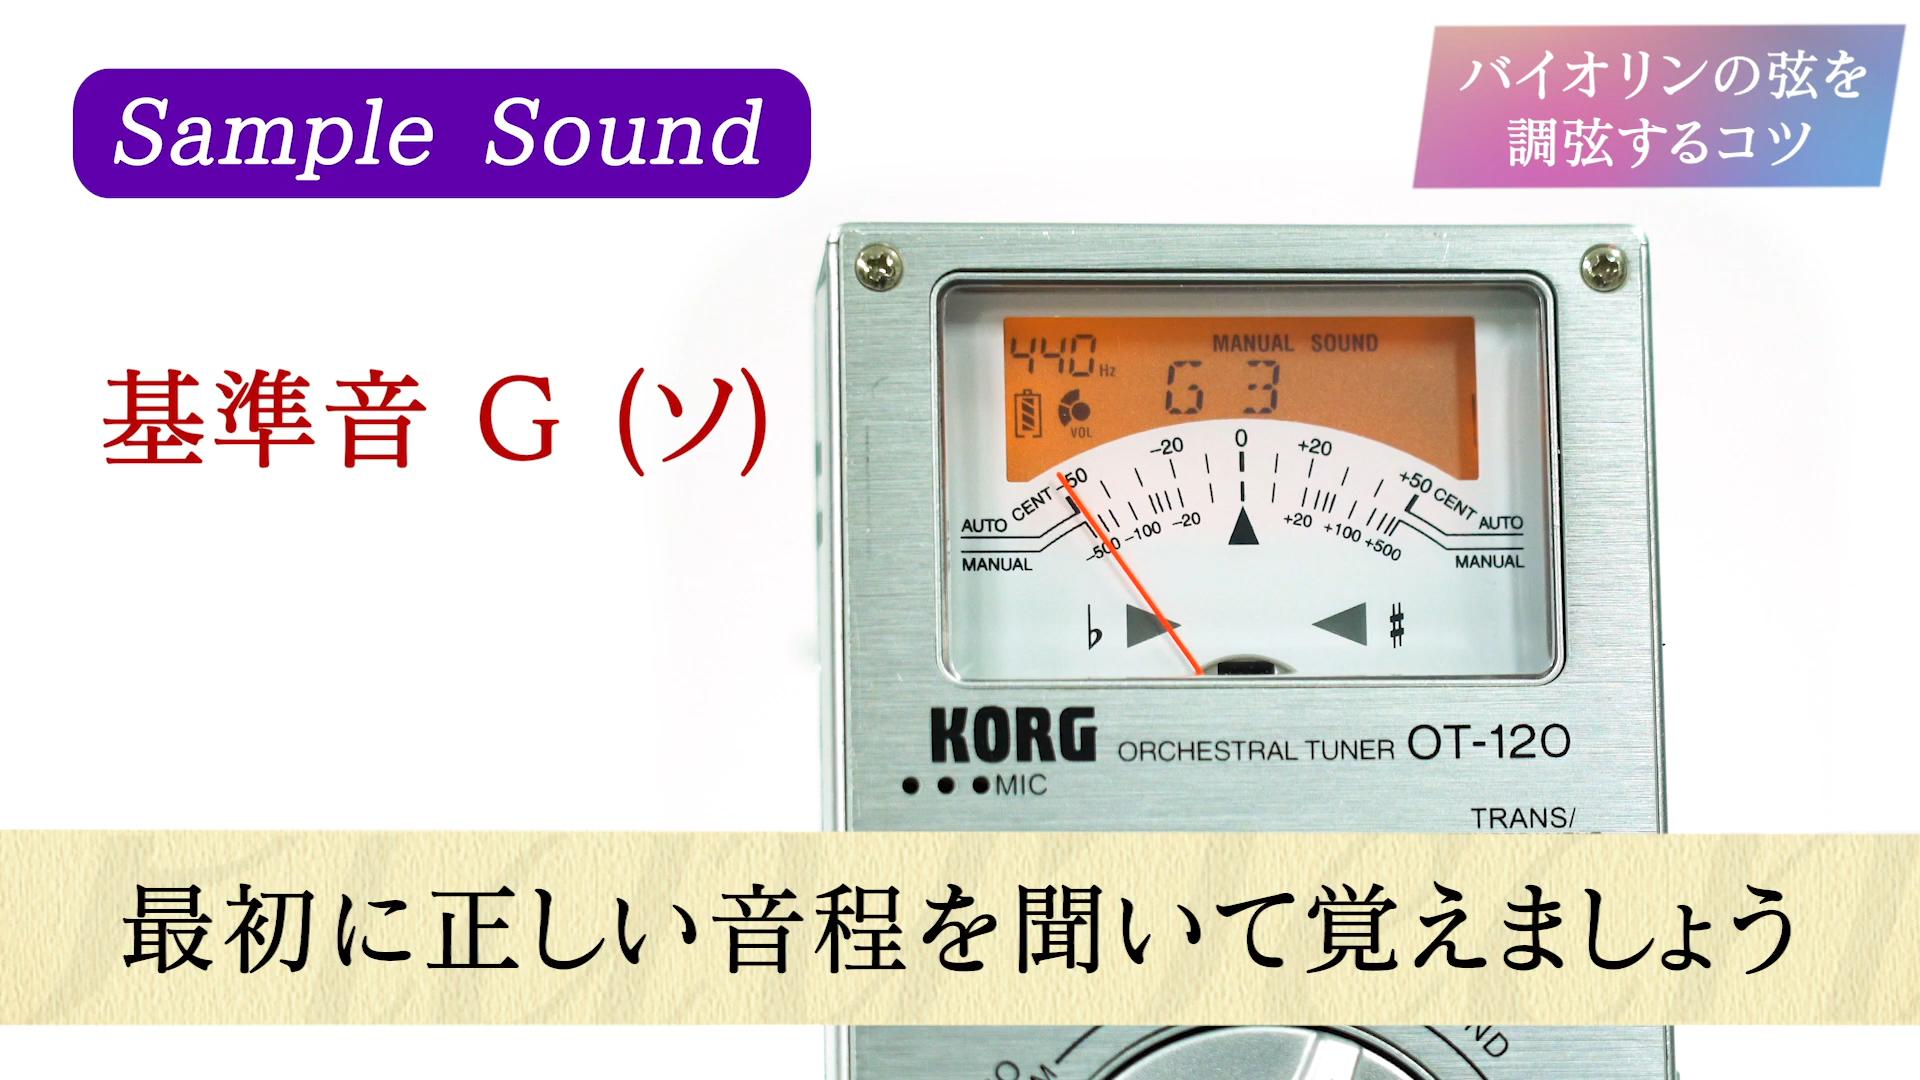 Sample Sound
バイオリンの弦を
調弦するコツ
基準音 G (ソ)
440Hz
MANUAL SOUND
G 3
VOL
-50 -20 0 +20 +50
CENT
CENT
AUTO
AUTO
-500 -100 -20 +20 +100 +500
MANUAL
MANUAL
♭
♯
KORG ORCHESTRAL TUNER OT-120
MIC
TRANS/
最初に正しい音程を聞いて覚えましょう